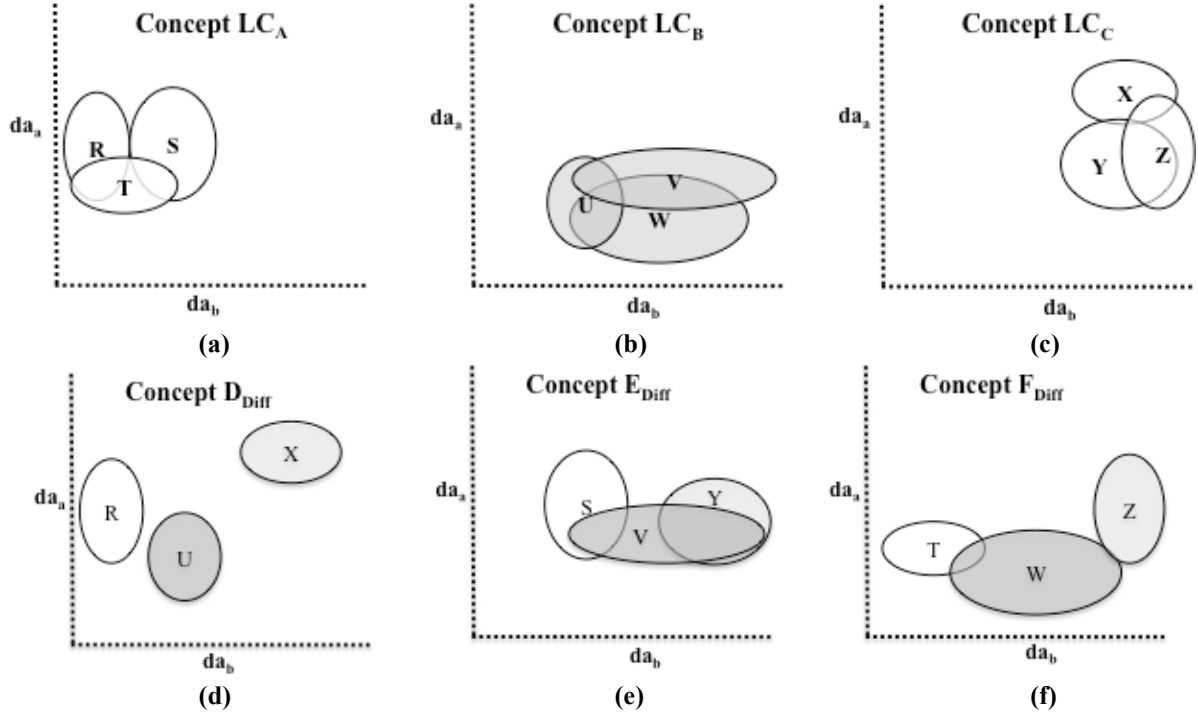 Concept LC_A
da_a
R
S
T
da_b
(a)
Concept LC_B
da_a
V
U
W
da_b
(b)
Concept LC_C
da_a
X
Y
Z
da_b
(c)
Concept D_Diff
da_a
X
R
U
da_b
(d)
Concept E_Diff
da_a
S
Y
V
da_b
(e)
Concept F_Diff
da_a
Z
T
W
da_b
(f)